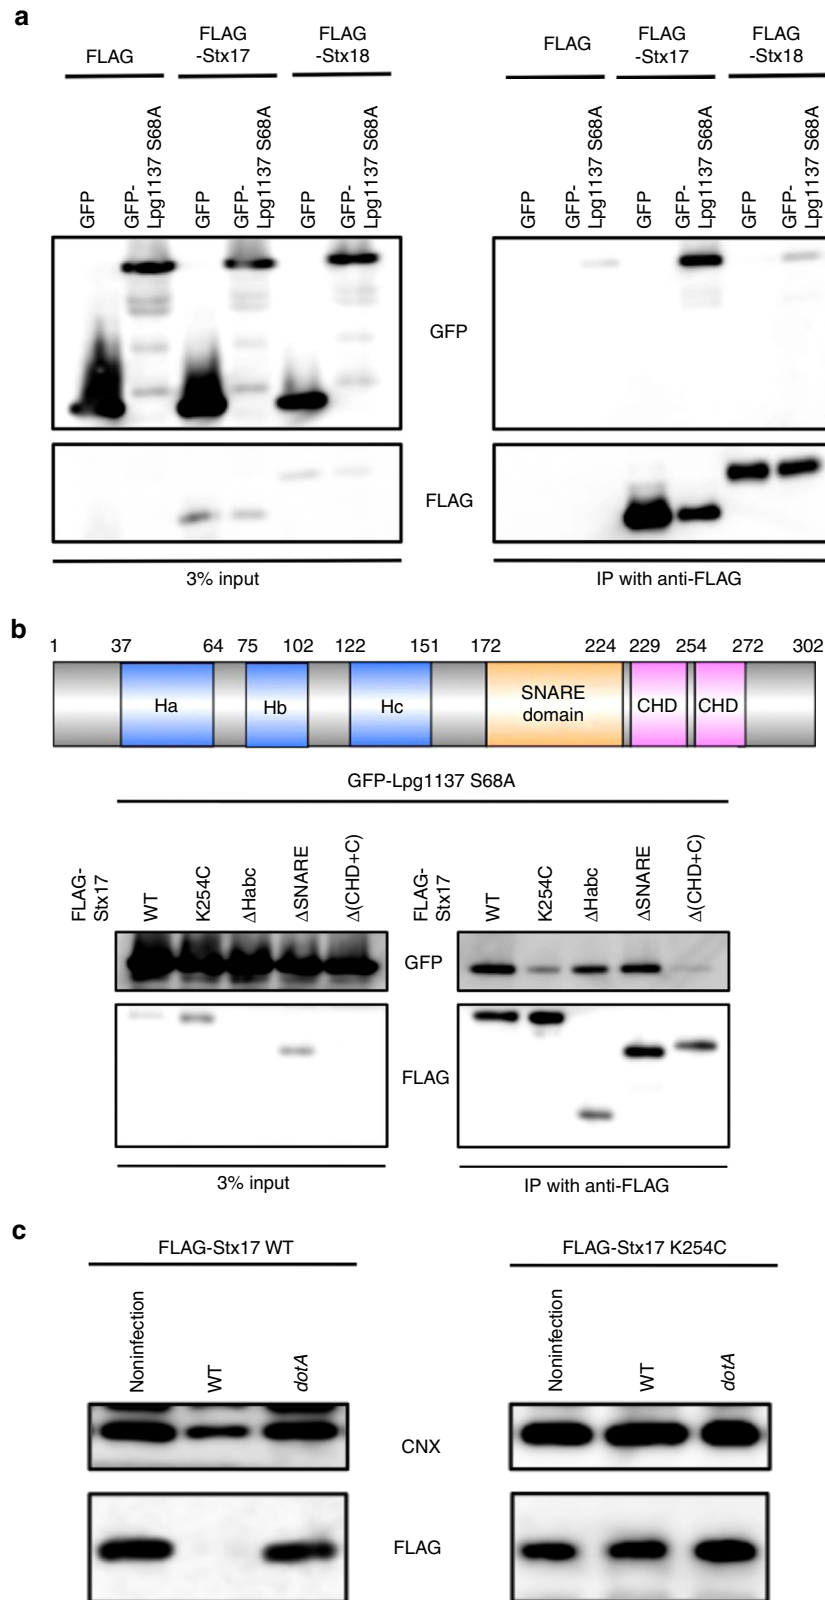 a
FLAG
FLAG
-Stx17
FLAG
-Stx18
FLAG
FLAG
-Stx17
FLAG
-Stx18
GFP
GFP-
Lpg1137 S68A
GFP
GFP-
Lpg1137 S68A
GFP
GFP-
Lpg1137 S68A
GFP
GFP-
Lpg1137 S68A
GFP
GFP-
Lpg1137 S68A
GFP
GFP-
Lpg1137 S68A
GFP
FLAG
3% input
IP with anti-FLAG
b
1 37 64 75 102 122 151 172 224 229 254 272 302
Ha Hb Hc SNARE domain CHD CHD
GFP-Lpg1137 S68A
FLAG-
Stx17
WT
K254C
ΔHabc
ΔSNARE
Δ(CHD+C)
FLAG-
Stx17
WT
K254C
ΔHabc
ΔSNARE
Δ(CHD+C)
GFP
FLAG
3% input
IP with anti-FLAG
c
FLAG-Stx17 WT
FLAG-Stx17 K254C
Noninfection
WT
dotA
Noninfection
WT
dotA
CNX
FLAG